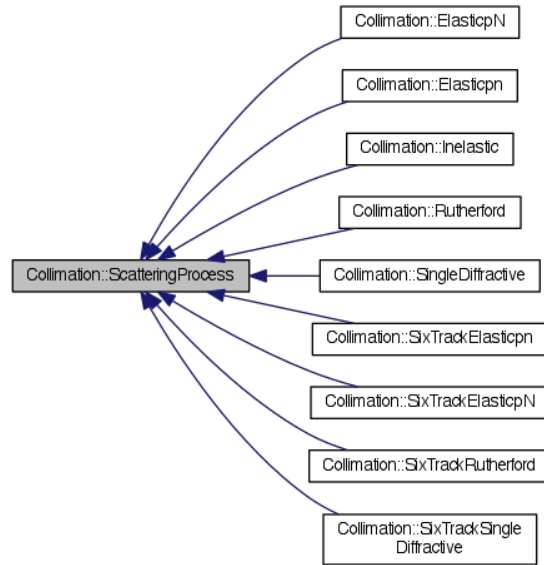 Collimation::ElasticpN
Collimation::Elasticpn
Collimation::Inelastic
Collimation::Rutherford
Collimation::ScatteringProcess
Collimation::SingleDiffractive
Collimation::SixTrackElasticpn
Collimation::SixTrackElasticpN
Collimation::SixTrackRutherford
Collimation::SixTrackSingle
Diffractive